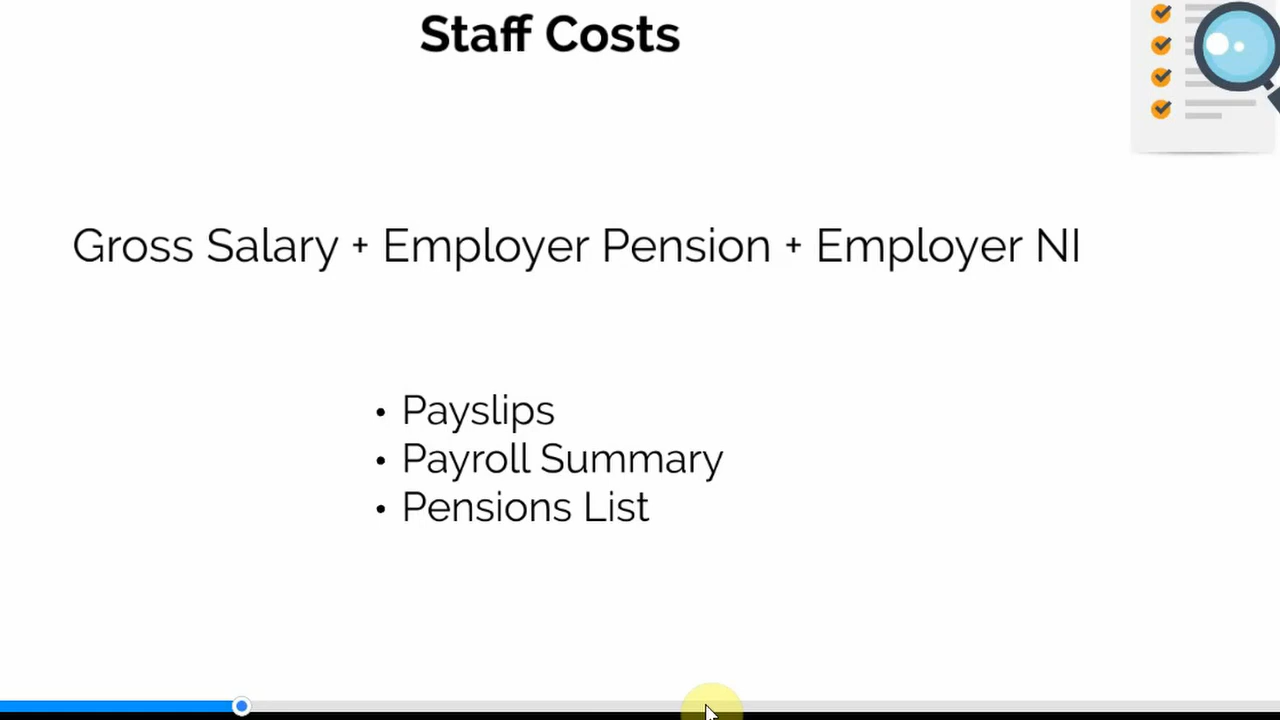 Staff Costs
Gross Salary + Employer Pension + Employer NI
• Payslips
• Payroll Summary
• Pensions List